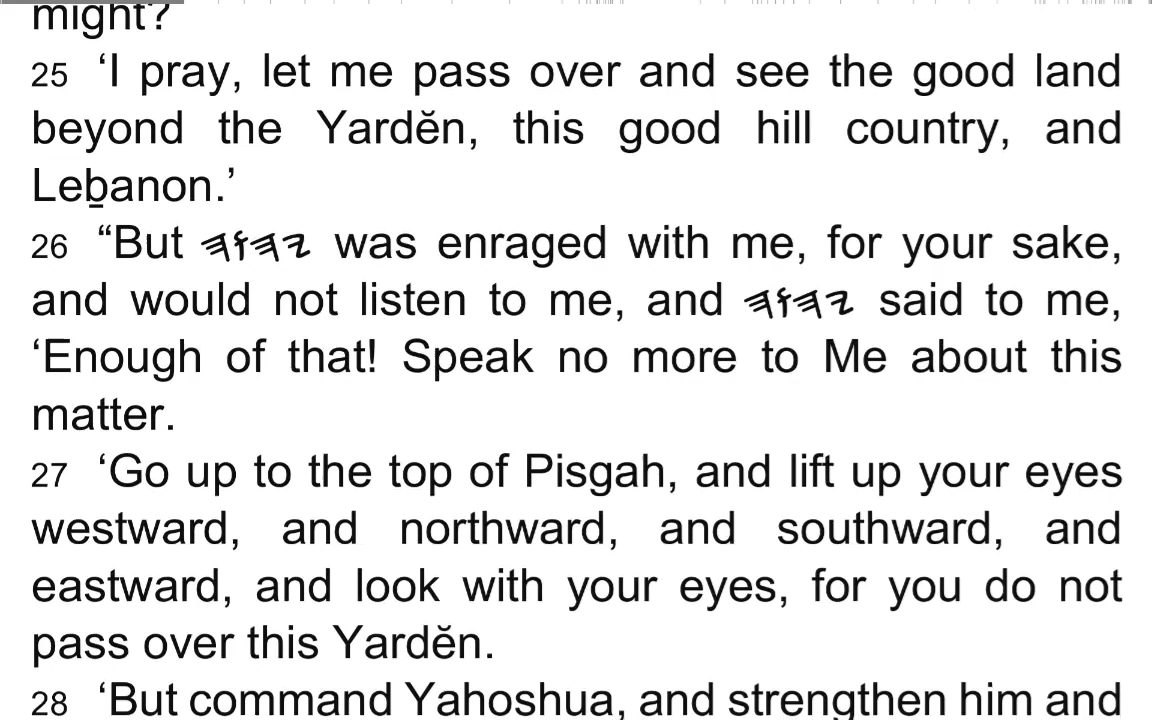 might?
25 ‘I pray, let me pass over and see the good land
beyond the Yardĕn, this good hill country, and
Leḇanon.’
26 “But 𐤉𐤄𐤅𐤄 was enraged with me, for your sake,
and would not listen to me, and 𐤉𐤄𐤅𐤄 said to me,
‘Enough of that! Speak no more to Me about this
matter.
27 ‘Go up to the top of Pisgah, and lift up your eyes
westward, and northward, and southward, and
eastward, and look with your eyes, for you do not
pass over this Yardĕn.
28 ‘But command Yahoshua, and strengthen him and